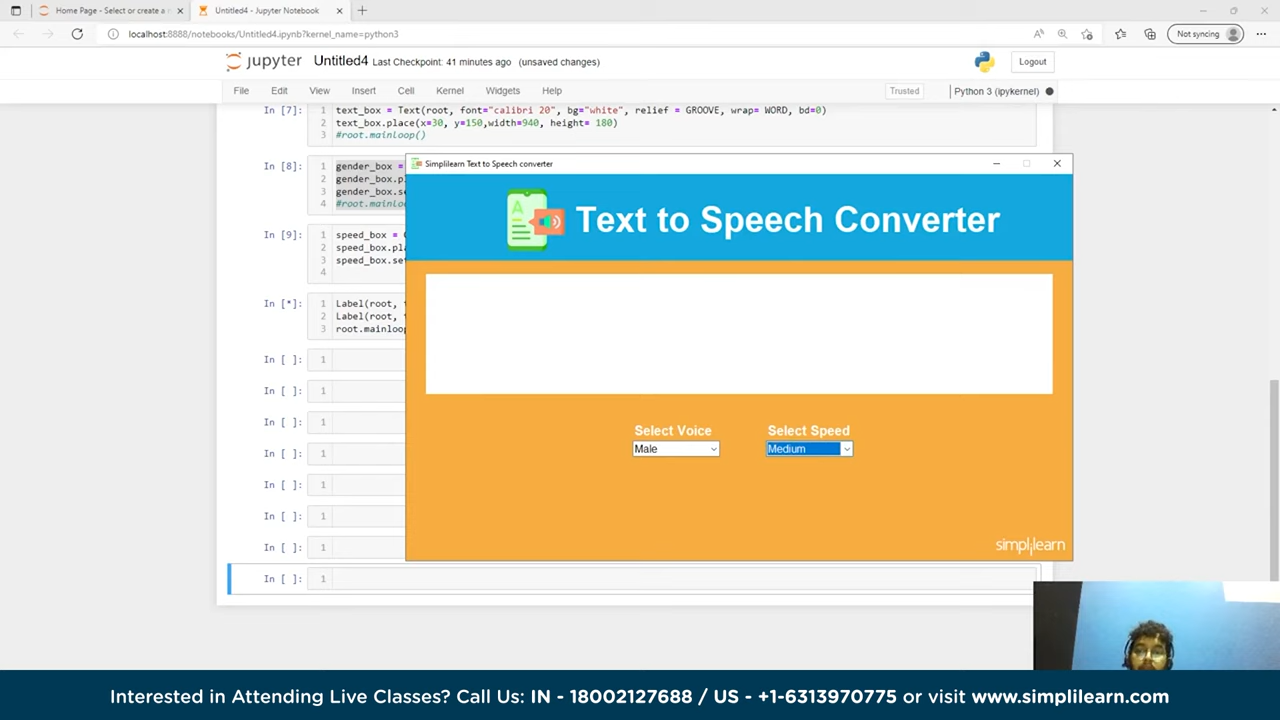 Home Page - Select or create a n
Untitled4 - Jupyter Notebook
localhost:8888/notebooks/Untitled4.ipynb?kernel_name=python3
Not syncing
jupyter Untitled4 Last Checkpoint: 41 minutes ago (unsaved changes)
Logout
File Edit View Insert Cell Kernel Widgets Help
Trusted
Python 3 (ipykernel)
In [7]:
1 text_box = Text(root, font="calibri 20", bg="white", relief = GROOVE, wrap= WORD, bd=0)
2 text_box.place(x=30, y=150,width=940, height= 180)
3 #root.mainloop()
In [8]:
1 gender_box =
2 gender_box.p
3 gender_box.se
4 #root.mainloo
In [9]:
1 speed_box =
2 speed_box.pla
3 speed_box.set
4
In [*]:
1 Label(root,
2 Label(root,
3 root.mainloop
In [ ]: 1
In [ ]: 1
In [ ]: 1
In [ ]: 1
In [ ]: 1
In [ ]: 1
In [ ]: 1
In [ ]: 1
Simplilearn Text to Speech converter
A
Text to Speech Converter
Select Voice
Select Speed
Male
Medium
simplilearn
Interested in Attending Live Classes? Call Us: IN - 18002127688 / US - +1-6313970775 or visit www.simplilearn.com